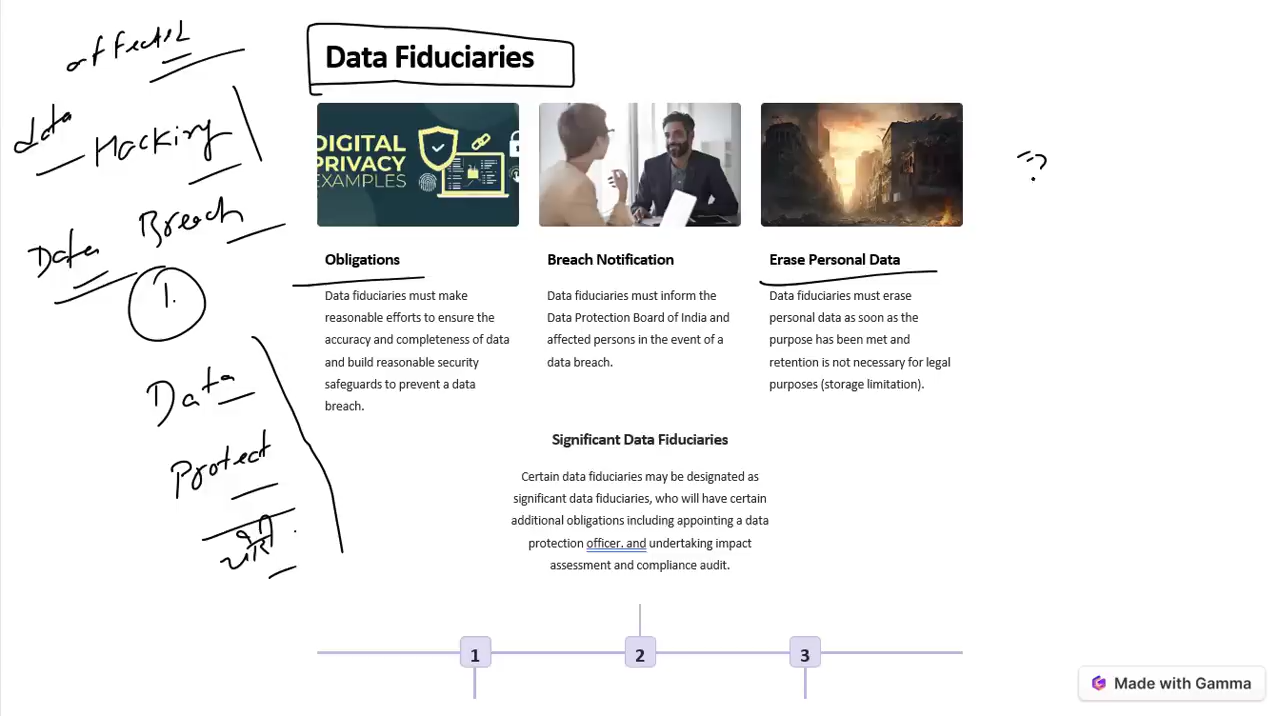 affected
data Hacking
Data Breach
1.
Data
Protect
Data Fiduciaries
DIGITAL
PRIVACY
EXAMPLES
Obligations
Data fiduciaries must make
reasonable efforts to ensure the
accuracy and completeness of data
and build reasonable security
safeguards to prevent a data
breach.
Breach Notification
Data fiduciaries must inform the
Data Protection Board of India and
affected persons in the event of a
data breach.
Erase Personal Data
Data fiduciaries must erase
personal data as soon as the
purpose has been met and
retention is not necessary for legal
purposes (storage limitation).
Significant Data Fiduciaries
Certain data fiduciaries may be designated as
significant data fiduciaries, who will have certain
additional obligations including appointing a data
protection officer. and undertaking impact
assessment and compliance audit.
1 2 3
Made with Gamma